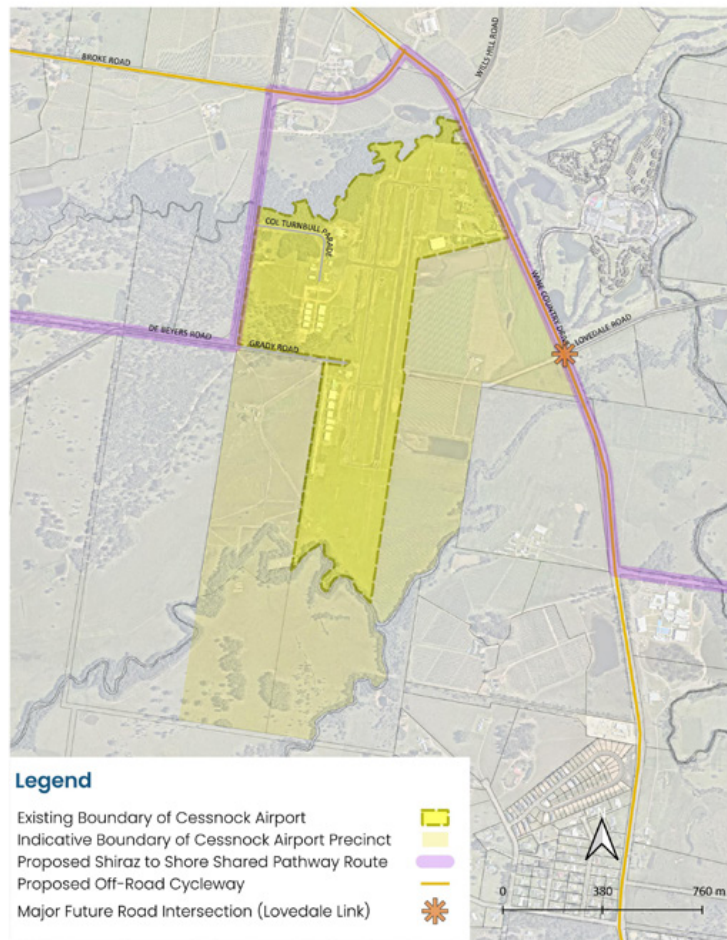 BROKE ROAD
WILLS HILL ROAD
COL TURNBULL PARADE
WINE COUNTRY DRIVE
LOVEDALE ROAD
DE BEYERS ROAD
GRADY ROAD
Legend
Existing Boundary of Cessnock Airport
Indicative Boundary of Cessnock Airport Precinct
Proposed Shiraz to Shore Shared Pathway Route
Proposed Off-Road Cycleway
Major Future Road Intersection (Lovedale Link)
0 380 760 m